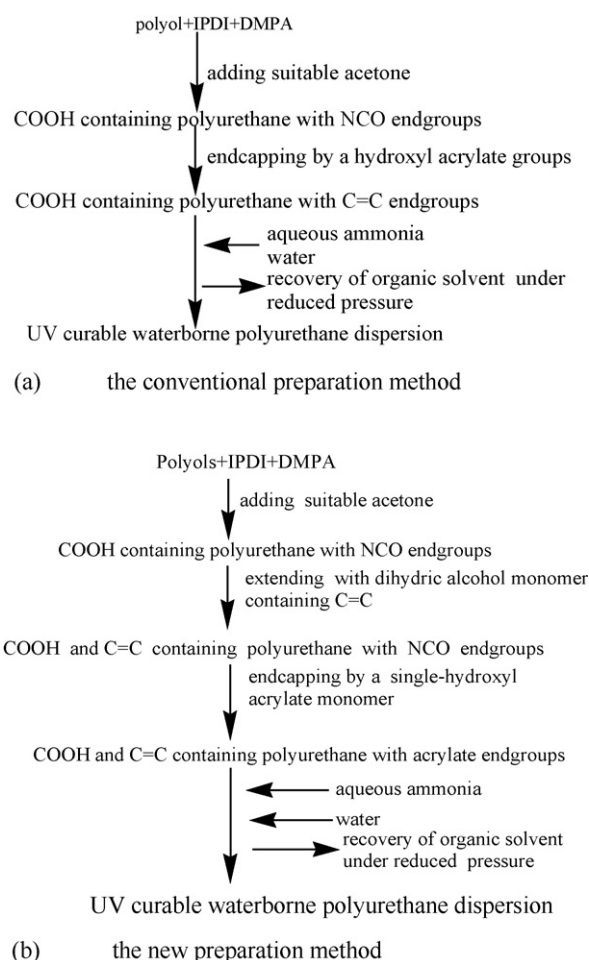 polyol+IPDI+DMPA
adding suitable acetone
COOH containing polyurethane with NCO endgroups
endcapping by a hydroxyl acrylate groups
COOH containing polyurethane with C=C endgroups
aqueous ammonia
water
recovery of organic solvent under
reduced pressure
UV curable waterborne polyurethane dispersion
(a) the conventional preparation method
Polyols+IPDI+DMPA
adding suitable acetone
COOH containing polyurethane with NCO endgroups
extending with dihydric alcohol monomer
containing C=C
COOH and C=C containing polyurethane with NCO endgroups
endcapping by a single-hydroxyl
acrylate monomer
COOH and C=C containing polyurethane with acrylate endgroups
aqueous ammonia
water
recovery of organic solvent
under reduced pressure
UV curable waterborne polyurethane dispersion
(b) the new preparation method